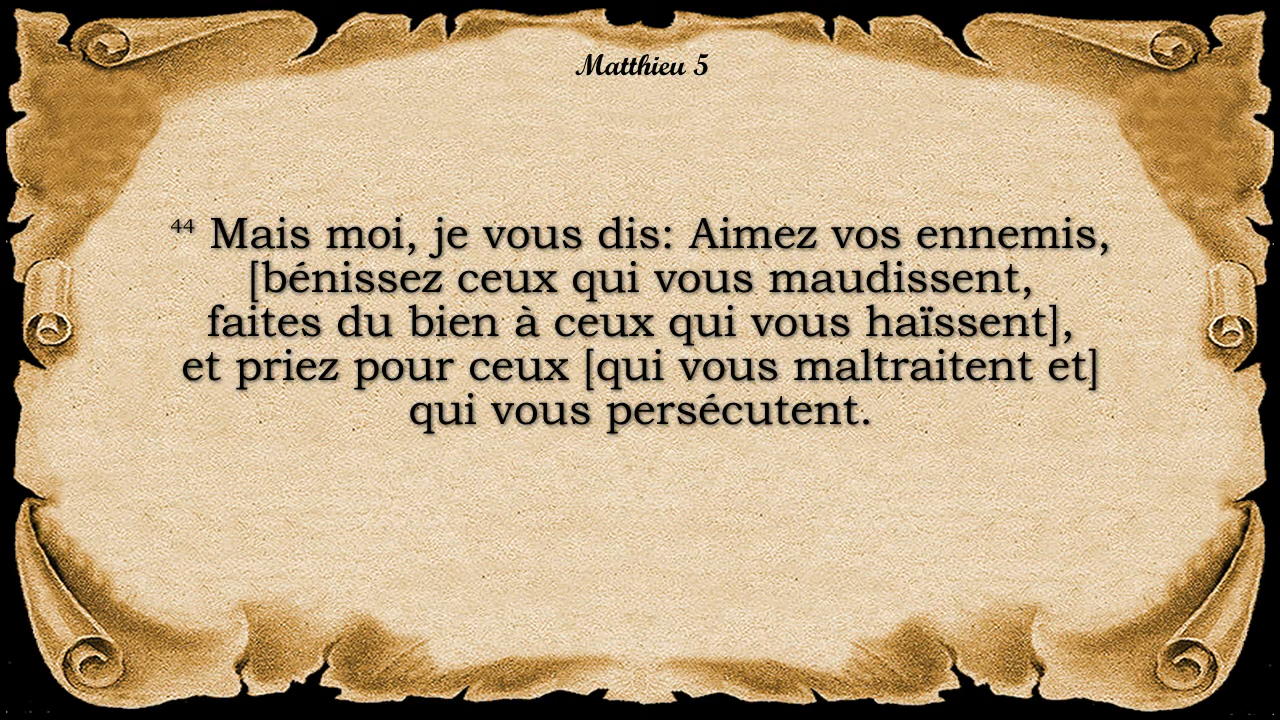 Matthieu 5
44 Mais moi, je vous dis: Aimez vos ennemis,
[bénissez ceux qui vous maudissent,
faites du bien à ceux qui vous haïssent],
et priez pour ceux [qui vous maltraitent et]
qui vous persécutent.